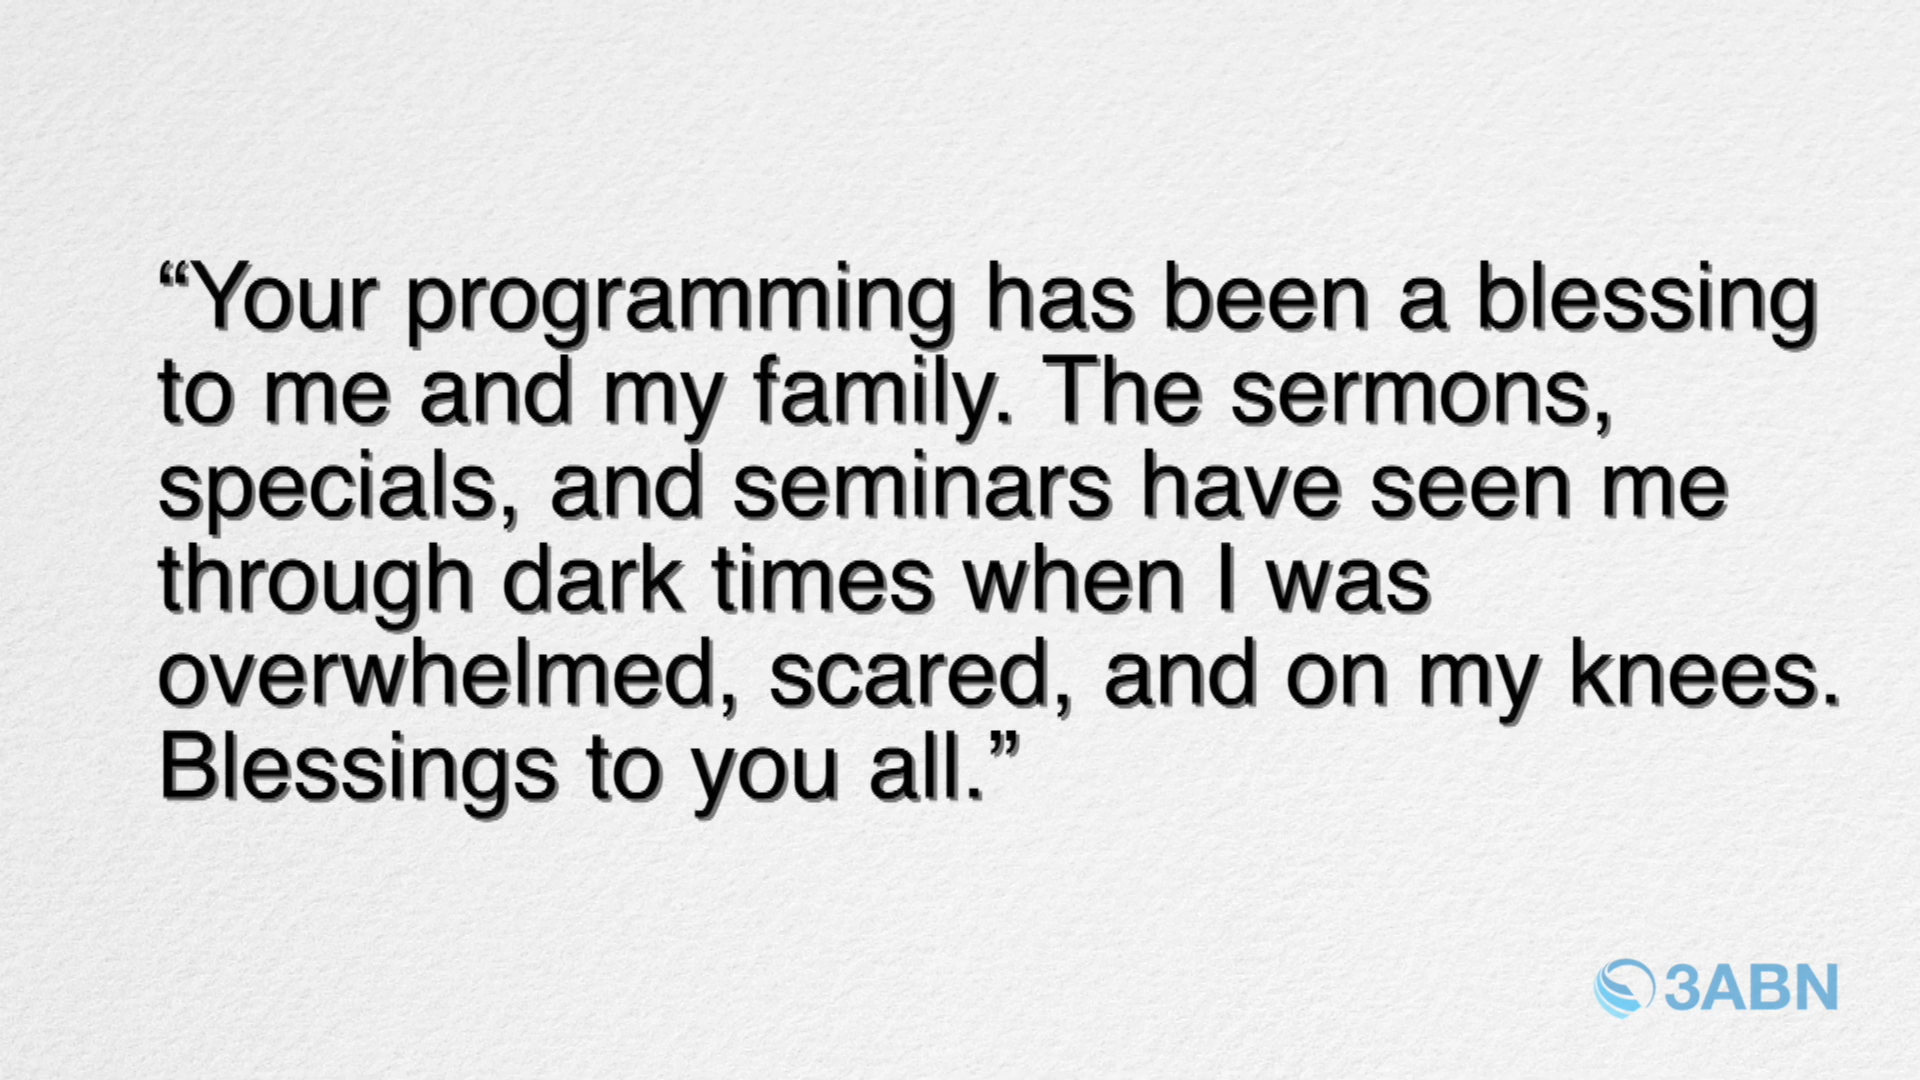 “Your programming has been a blessing
to me and my family. The sermons,
specials, and seminars have seen me
through dark times when I was
overwhelmed, scared, and on my knees.
Blessings to you all.”
3ABN